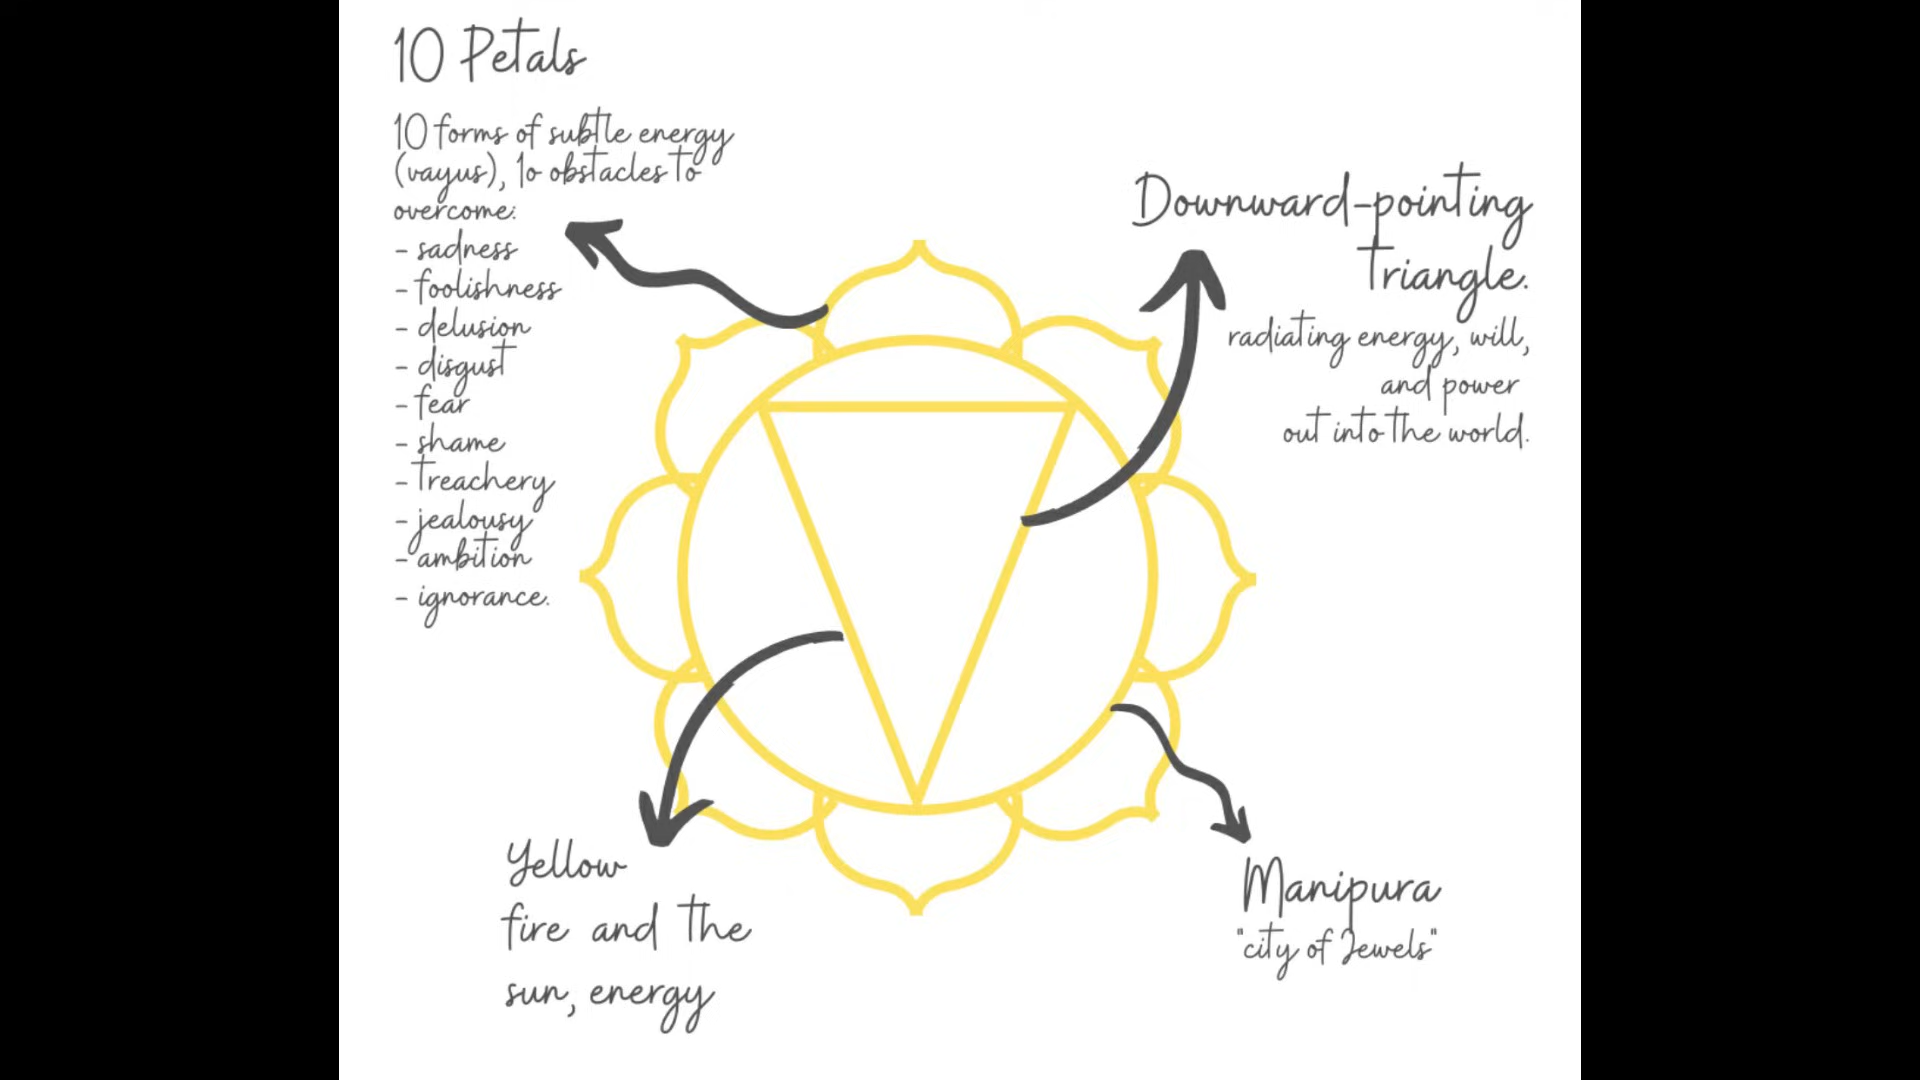 10 Petals
10 forms of subtle energy
(vayus), 10 obstacles to
overcome:
- sadness
- foolishness
- delusion
- disgust
- fear
- shame
- treachery
- jealousy
- ambition
- ignorance.
Downward-pointing
Triangle.
radiating energy, will,
and power
out into the world.
Yellow
fire and the
sun, energy
Manipura
"city of Jewels"